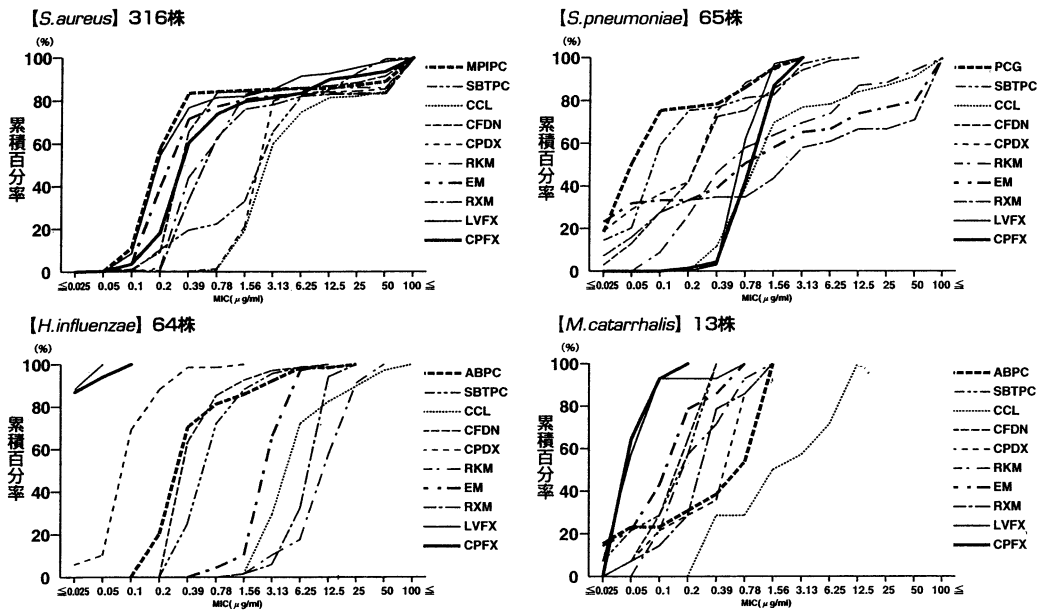 【S.aureus】316株
(%)
100
80
60
40
20
0
累積百分率
≦0.025 0.05 0.1 0.2 0.39 0.78 1.56 3.13 6.25 12.5 25 50 100 ≦
MIC(μg/ml)
MPIPC
SBTPC
CCL
CFDN
CPDX
RKM
EM
RXM
LVFX
CPFX
【S.pneumoniae】65株
(%)
100
80
60
40
20
0
累積百分率
≦0.025 0.05 0.1 0.2 0.39 0.78 1.56 3.13 6.25 12.5 25 50 100 ≦
MIC(μg/ml)
PCG
SBTPC
CCL
CFDN
CPDX
RKM
EM
RXM
LVFX
CPFX
【H.influenzae】64株
(%)
100
80
60
40
20
0
累積百分率
≦0.025 0.05 0.1 0.2 0.39 0.78 1.56 3.13 6.25 12.5 25 50 100 ≦
MIC(μg/ml)
ABPC
SBTPC
CCL
CFDN
CPDX
RKM
EM
RXM
LVFX
CPFX
【M.catarrhalis】13株
(%)
100
80
60
40
20
0
累積百分率
≦0.025 0.05 0.1 0.2 0.39 0.78 1.56 3.13 6.25 12.5 25 50 100 ≦
MIC(μg/ml)
ABPC
SBTPC
CCL
CFDN
CPDX
RKM
EM
RXM
LVFX
CPFX